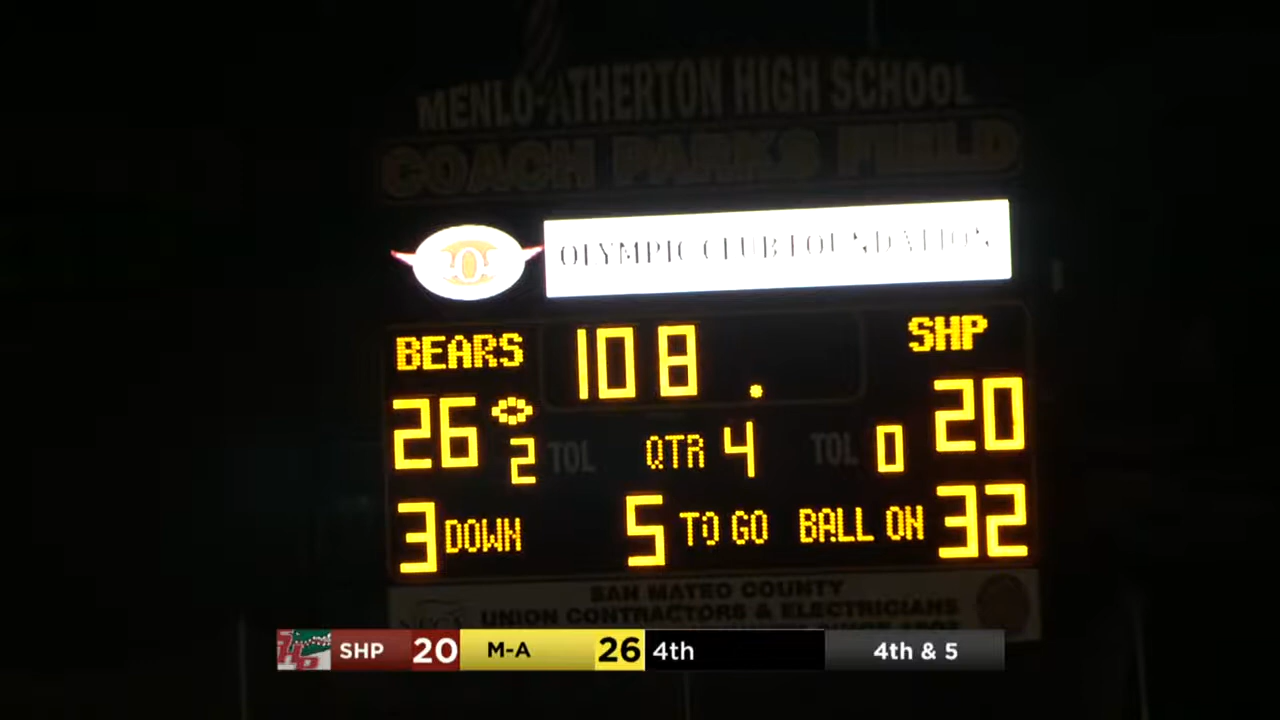 MENLO-ATHERTON HIGH SCHOOL
COACH PARKS FIELD
OLYMPIC CLUB FOUNDATION
BEARS 108. SHP
26 2 TOL QTR 4 TOL 0 20
3 DOWN 5 TO GO BALL ON 32
SAN MATEO COUNTY
UNION CONTRACTORS & ELECTRICIANS
SHP 20 M-A 26 4th 4th & 5